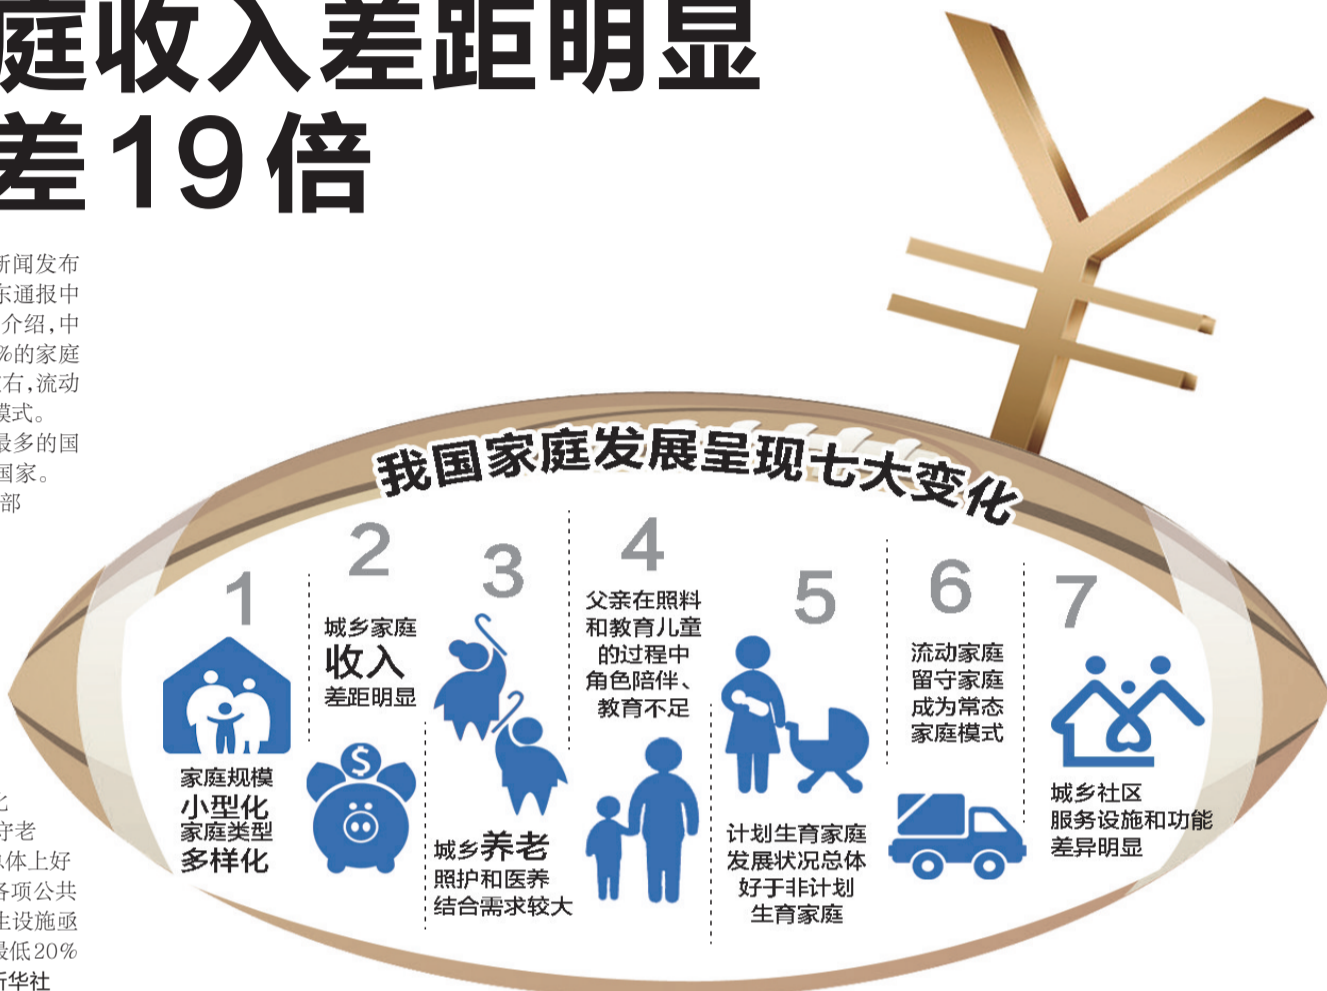 庭收入差距明显
差19倍
新闻发布
东通报中
介绍,中
%的家庭
右,流动
模式。
最多的国
国家。
部
守老
总体上好
各项公共
生设施亟
最低20%
新华社
我国家庭发展呈现七大变化
1
家庭规模
小型化
家庭类型
多样化
2
城乡家庭
收入
差距明显
$
3
城乡养老
照护和医养
结合需求较大
4
父亲在照料
和教育儿童
的过程中
角色陪伴、
教育不足
5
计划生育家庭
发展状况总体
好于非计划
生育家庭
6
流动家庭
留守家庭
成为常态
家庭模式
7
城乡社区
服务设施和功能
差异明显